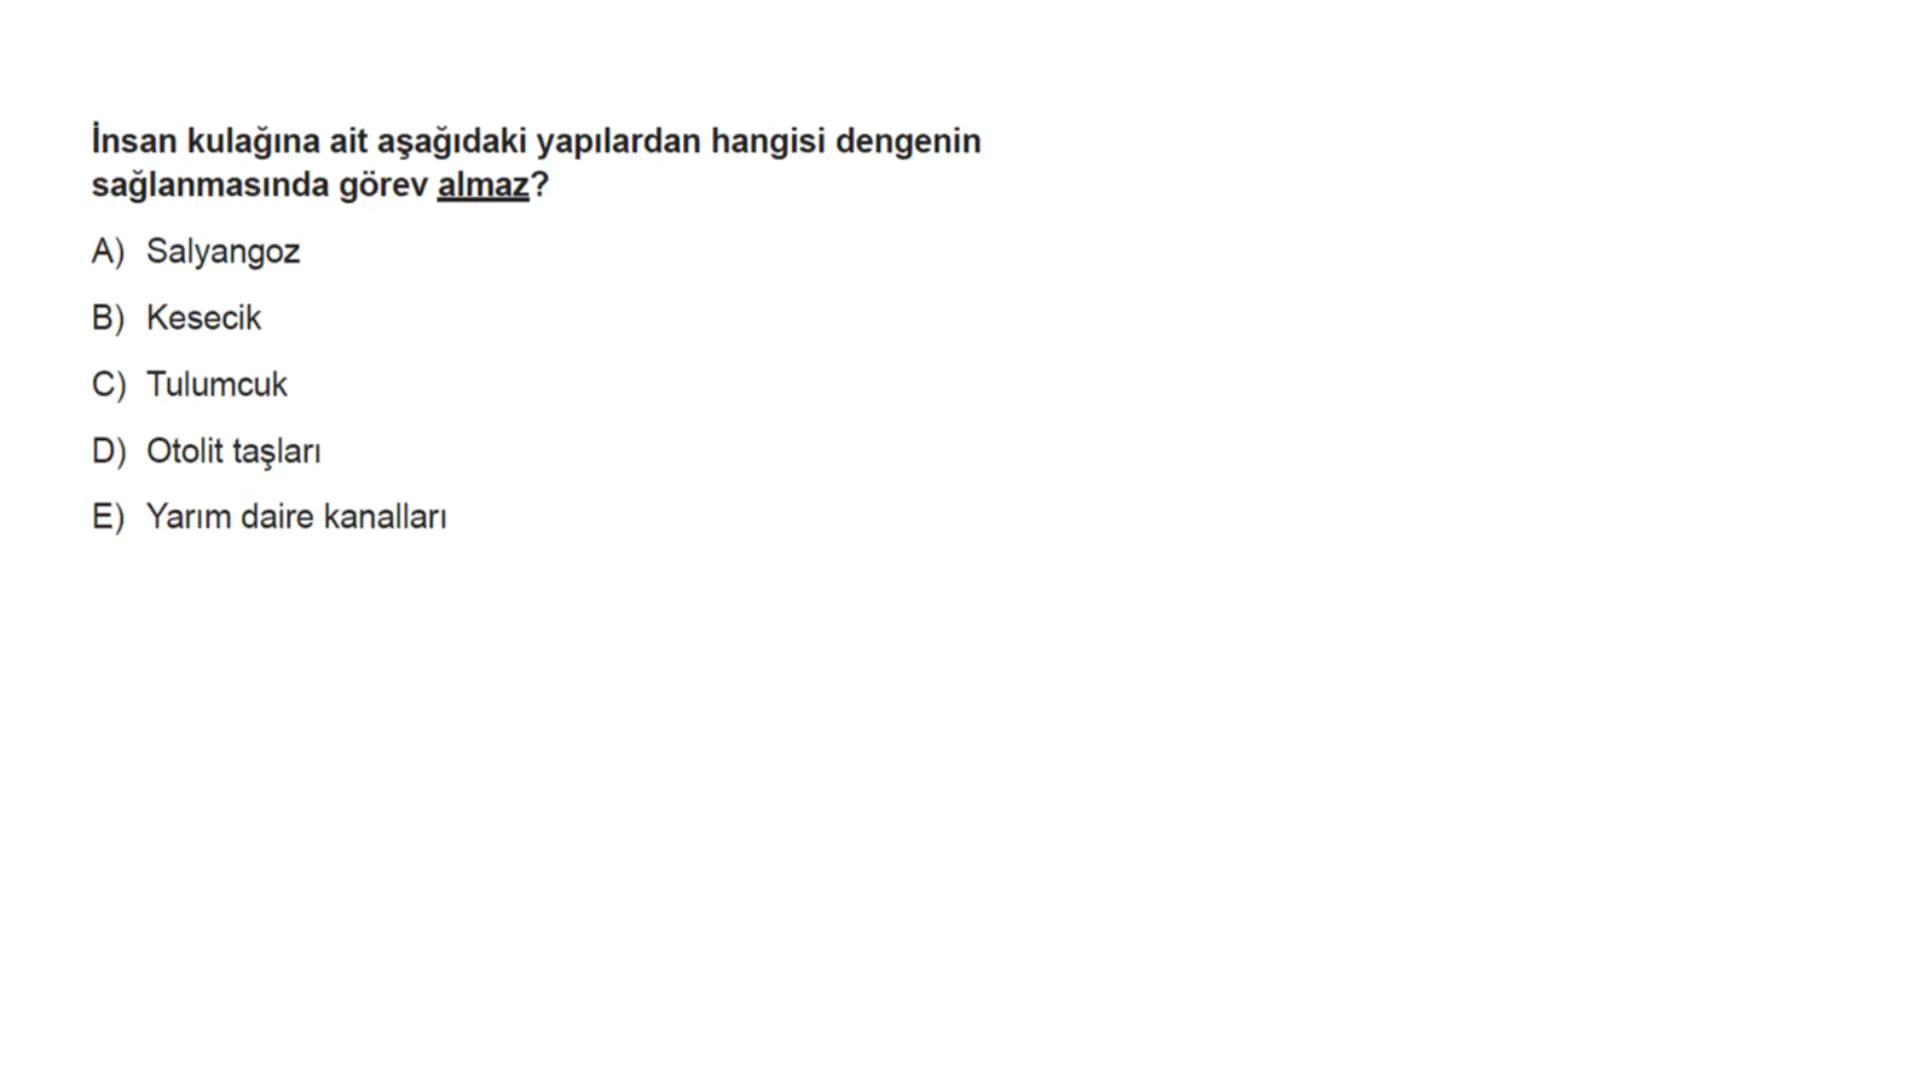 İnsan kulağına ait aşağıdaki yapılardan hangisi dengenin
sağlanmasında görev almaz?
A) Salyangoz
B) Kesecik
C) Tulumcuk
D) Otolit taşları
E) Yarım daire kanalları